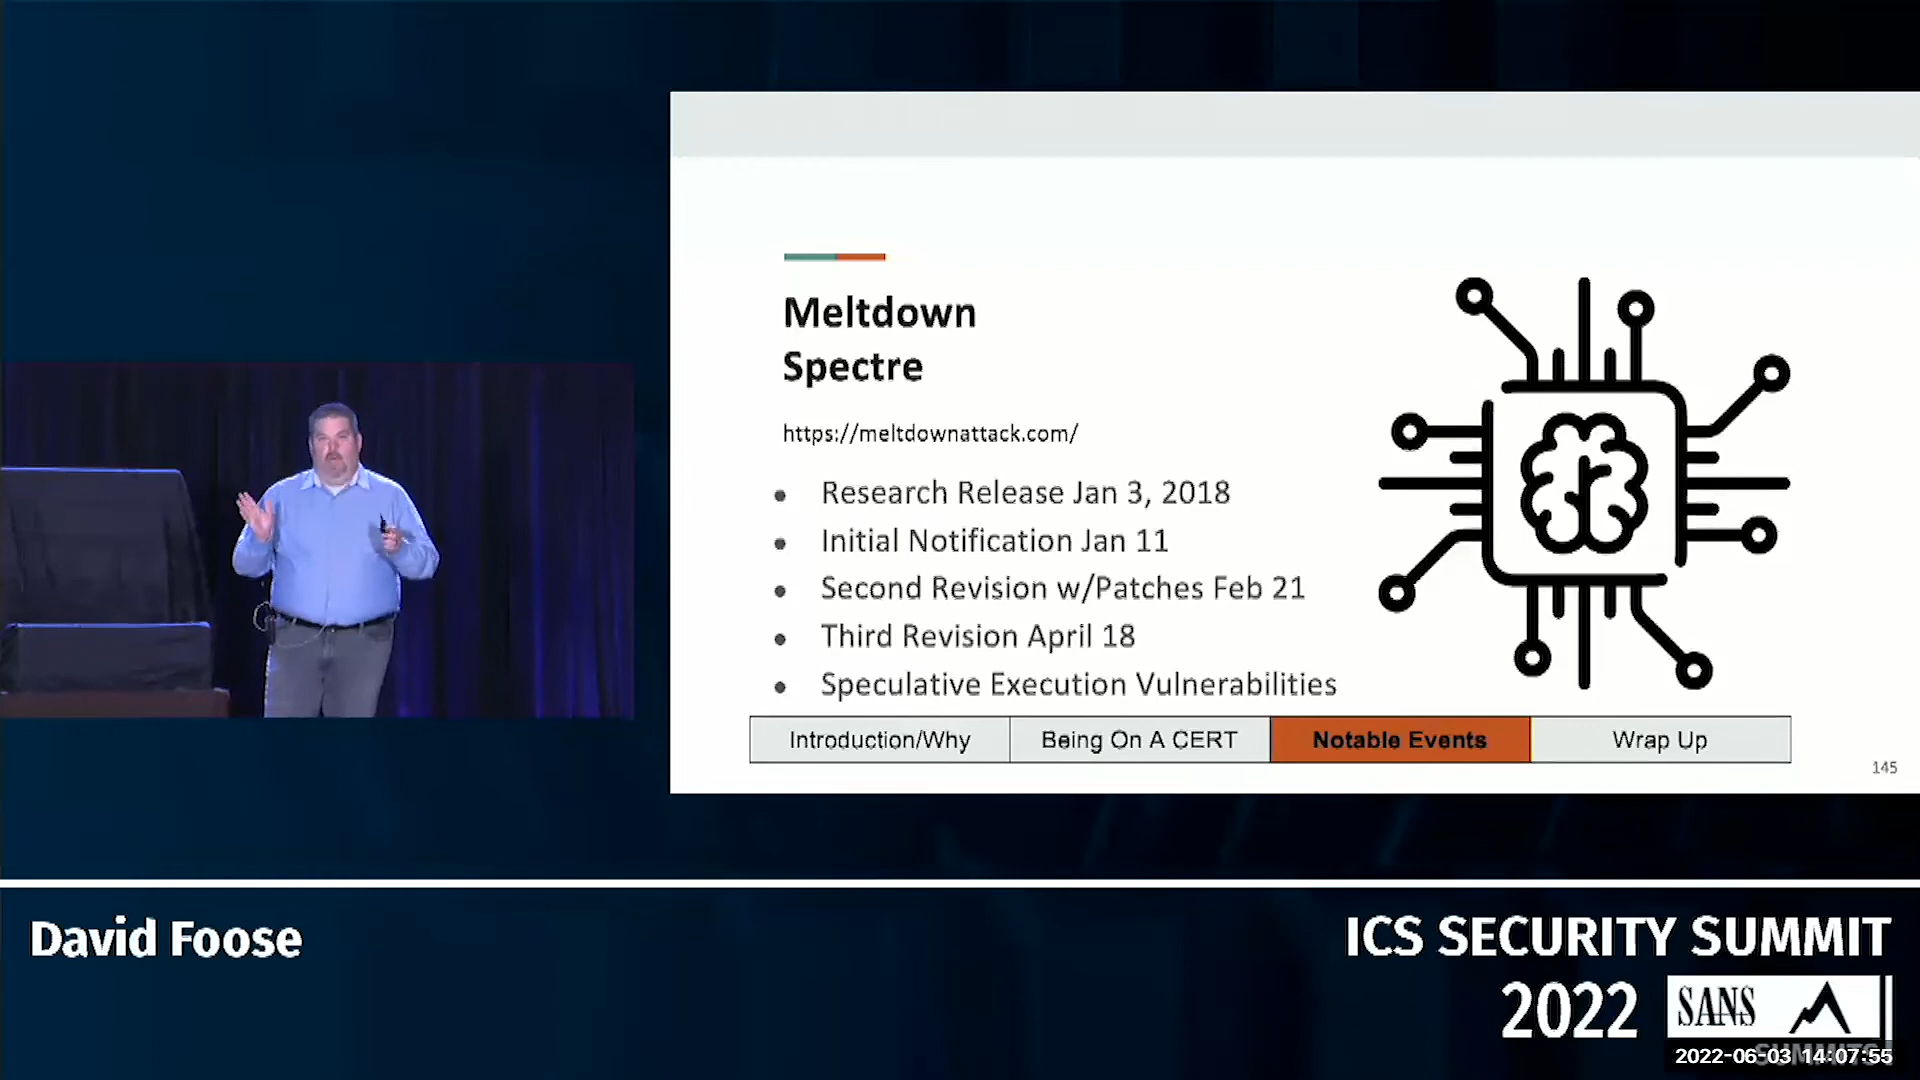 Meltdown
Spectre
https://meltdownattack.com/
Research Release Jan 3, 2018
Initial Notification Jan 11
Second Revision w/Patches Feb 21
Third Revision April 18
Speculative Execution Vulnerabilities
Introduction/Why
Being On A CERT
Notable Events
Wrap Up
145
David Foose
ICS SECURITY SUMMIT
2022
SANS
SUMMITS
2022-06-03 14:07:55